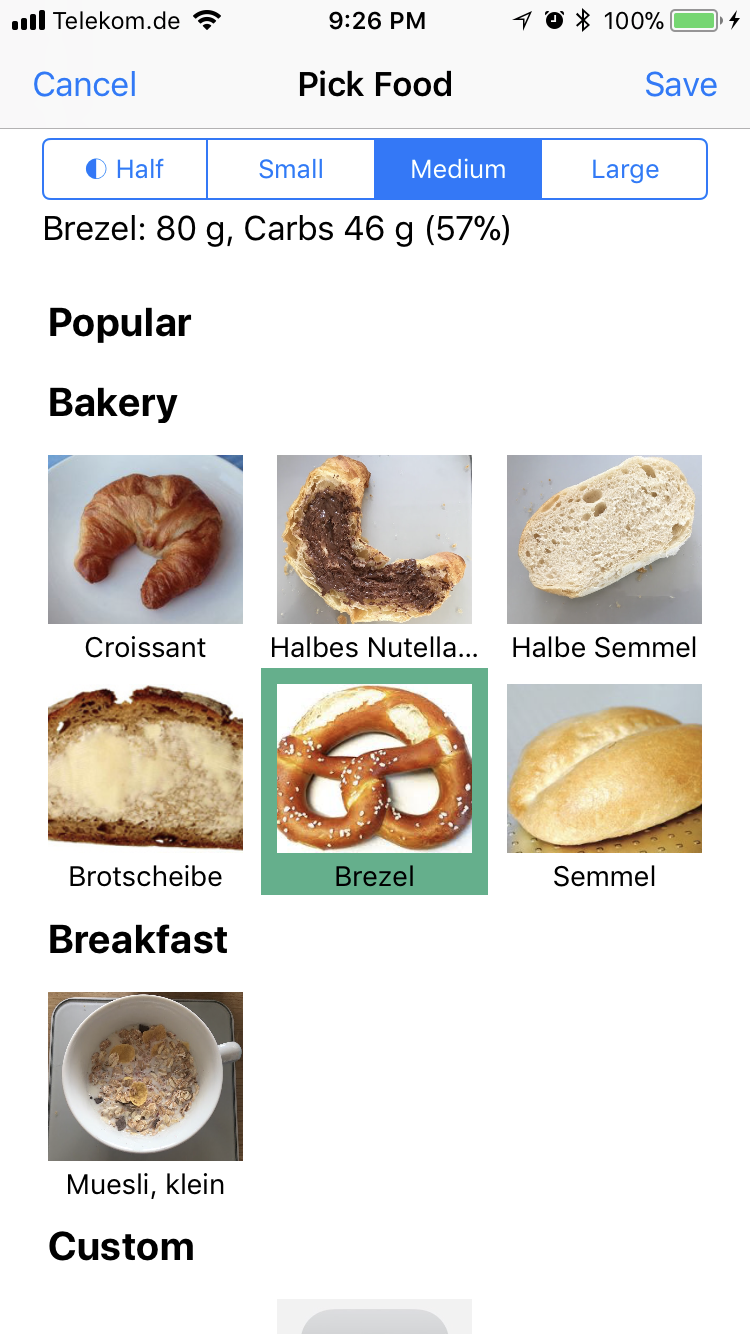 Telekom.de 9:26 PM 100%
Cancel Pick Food Save
Half Small Medium Large
Brezel: 80 g, Carbs 46 g (57%)
Popular
Bakery
Croissant Halbes Nutella... Halbe Semmel
Brotscheibe Brezel Semmel
Breakfast
Muesli, klein
Custom